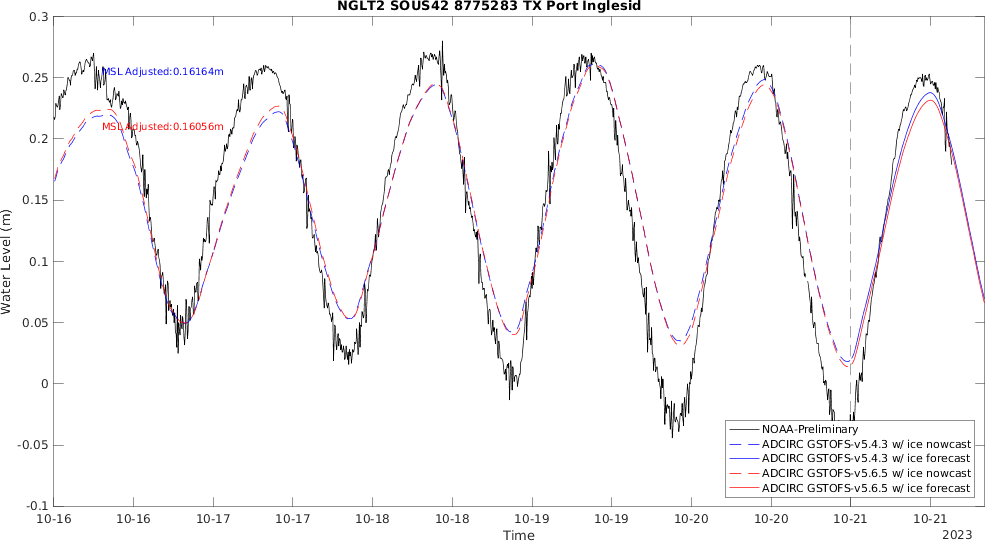 NGLT2 SOUS42 8775283 TX Port Inglesid
0.3
0.25
0.2
0.15
0.1
0.05
0
-0.05
-0.1
Water Level (m)
MSL Adjusted:0.16164m
MSL Adjusted:0.16056m
NOAA-Preliminary
ADCIRC GSTOFS-v5.4.3 w/ ice nowcast
ADCIRC GSTOFS-v5.4.3 w/ ice forecast
ADCIRC GSTOFS-v5.6.5 w/ ice nowcast
ADCIRC GSTOFS-v5.6.5 w/ ice forecast
10-16 10-16 10-17 10-17 10-18 10-18 10-19 10-19 10-20 10-20 10-21 10-21
2023
Time